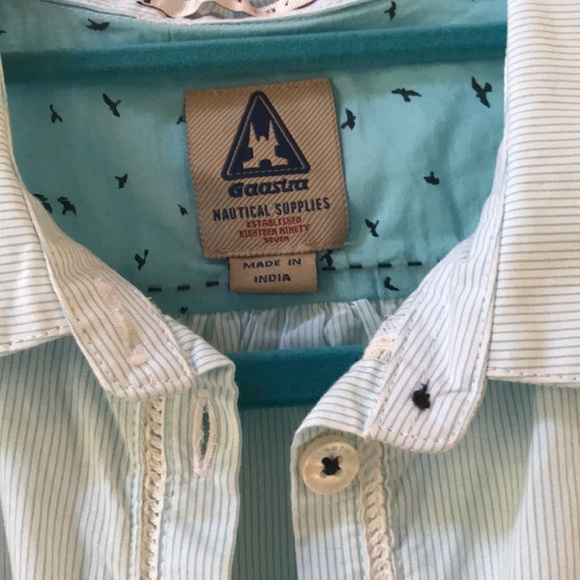 Gaastra
NAUTICAL SUPPLIES
ESTABLISHED
EIGHTEEN NINETY
SEVEN
MADE IN
INDIA